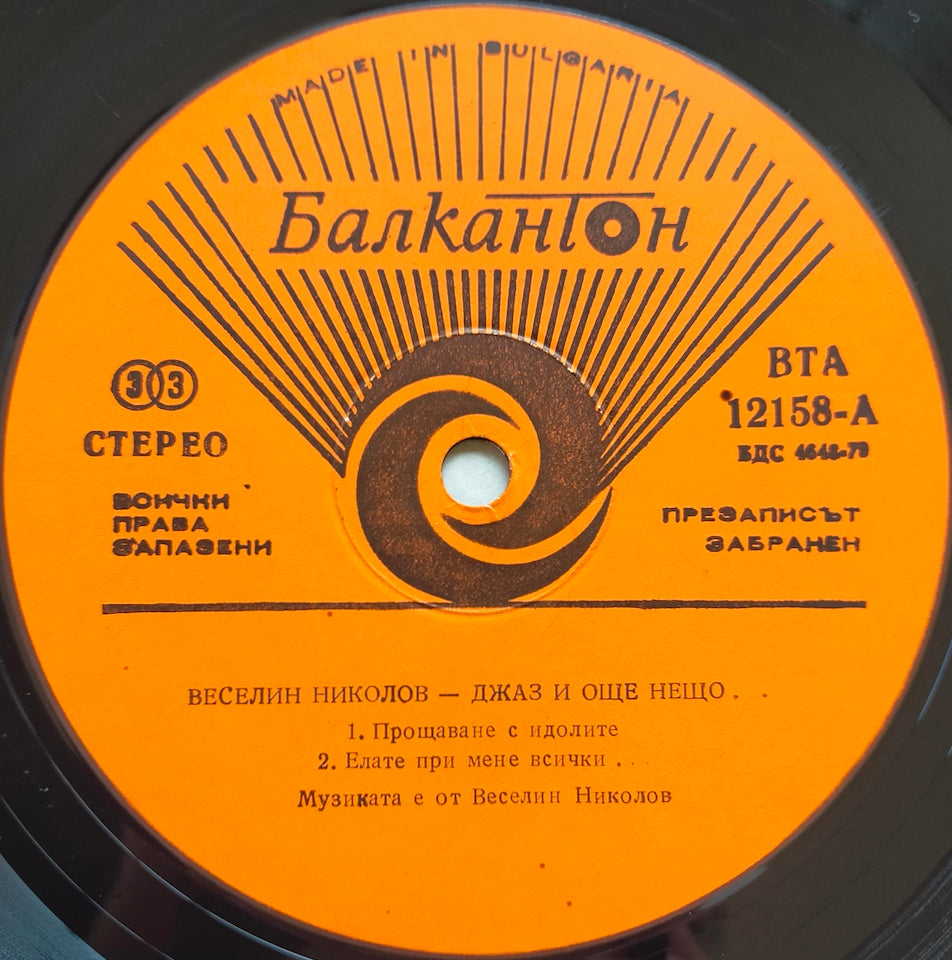 MADE IN BULGARIA
Балкантон
33
СТЕРЕО
ВСИЧКИ
ПРАВА
ЗАПАЗЕНИ
ВТА
12158-А
БДС 4648-79
ПРЕЗАПИСЪТ
ЗАБРАНЕН
ВЕСЕЛИН НИКОЛОВ — ДЖАЗ И ОЩЕ НЕЩО...
1. Прощаване с идолите
2. Елате при мене всички ...
Музиката е от Веселин Николов